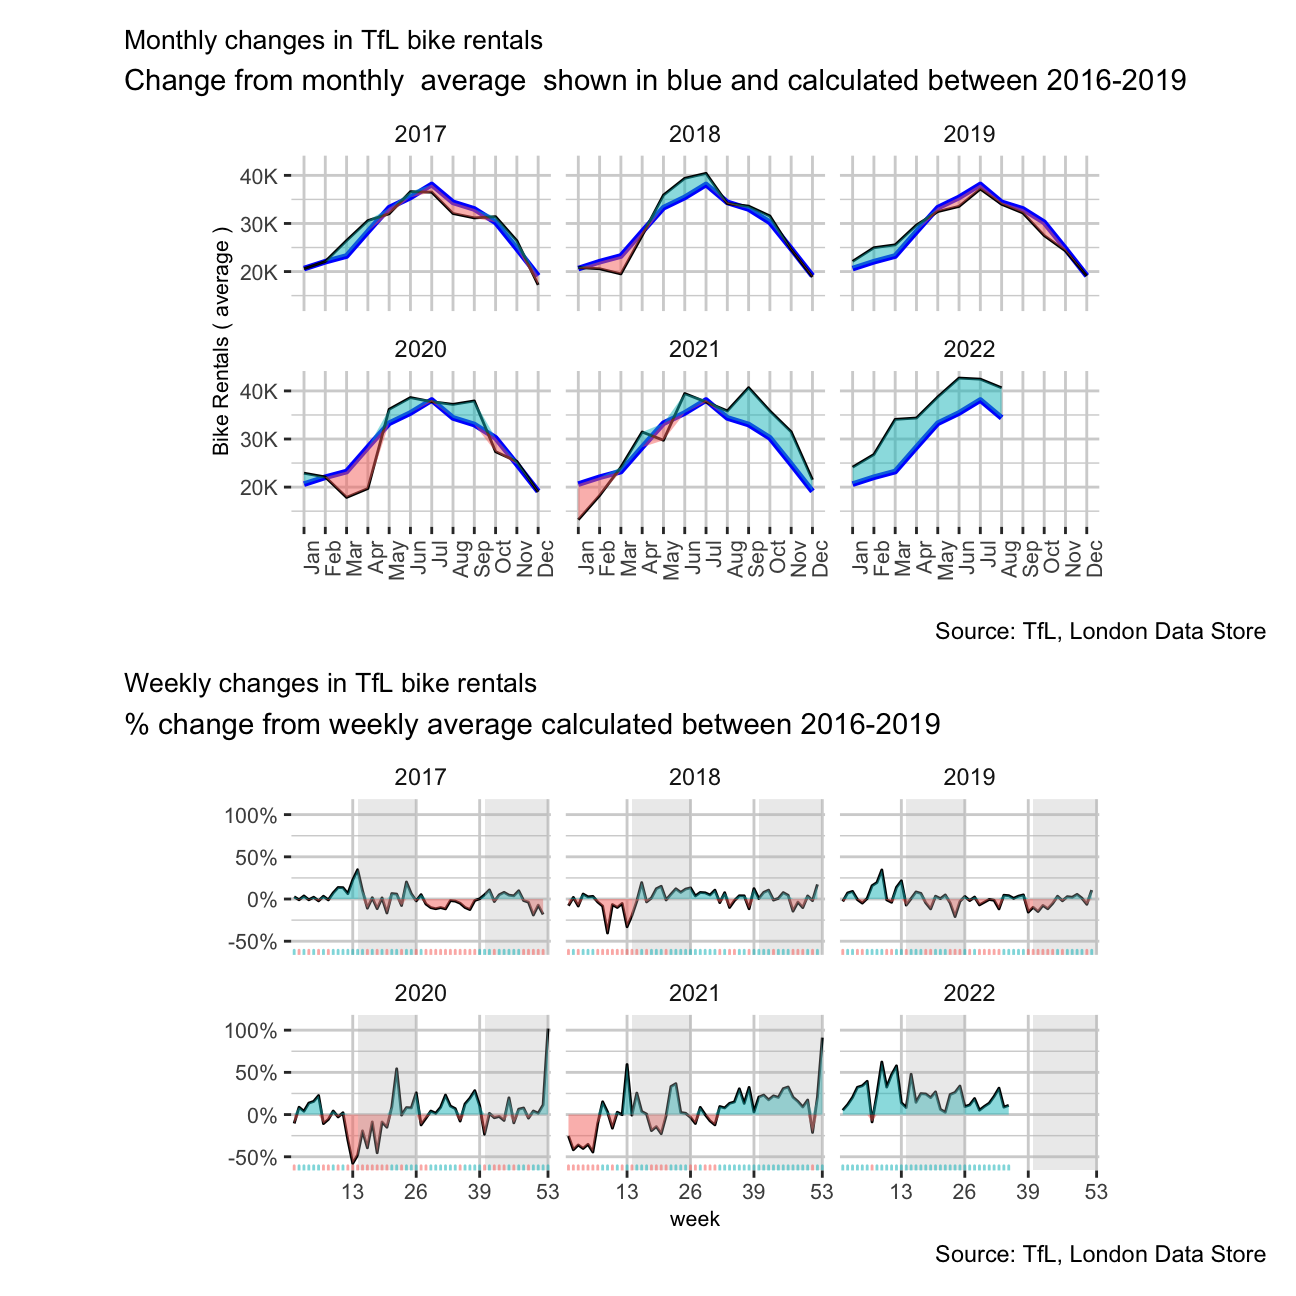 Monthly changes in TfL bike rentals
Change from monthly  average  shown in blue and calculated between 2016-2019
2017 2018 2019
40K
30K
20K
Bike Rentals ( average )
2020 2021 2022
40K
30K
20K
Jan Feb Mar Apr May Jun Jul Aug Sep Oct Nov Dec Jan Feb Mar Apr May Jun Jul Aug Sep Oct Nov Dec Jan Feb Mar Apr May Jun Jul Aug Sep Oct Nov Dec
Source: TfL, London Data Store
Weekly changes in TfL bike rentals
% change from weekly average calculated between 2016-2019
2017 2018 2019
100%
50%
0%
-50%
2020 2021 2022
100%
50%
0%
-50%
13 26 39 53 13 26 39 53 13 26 39 53
week
Source: TfL, London Data Store